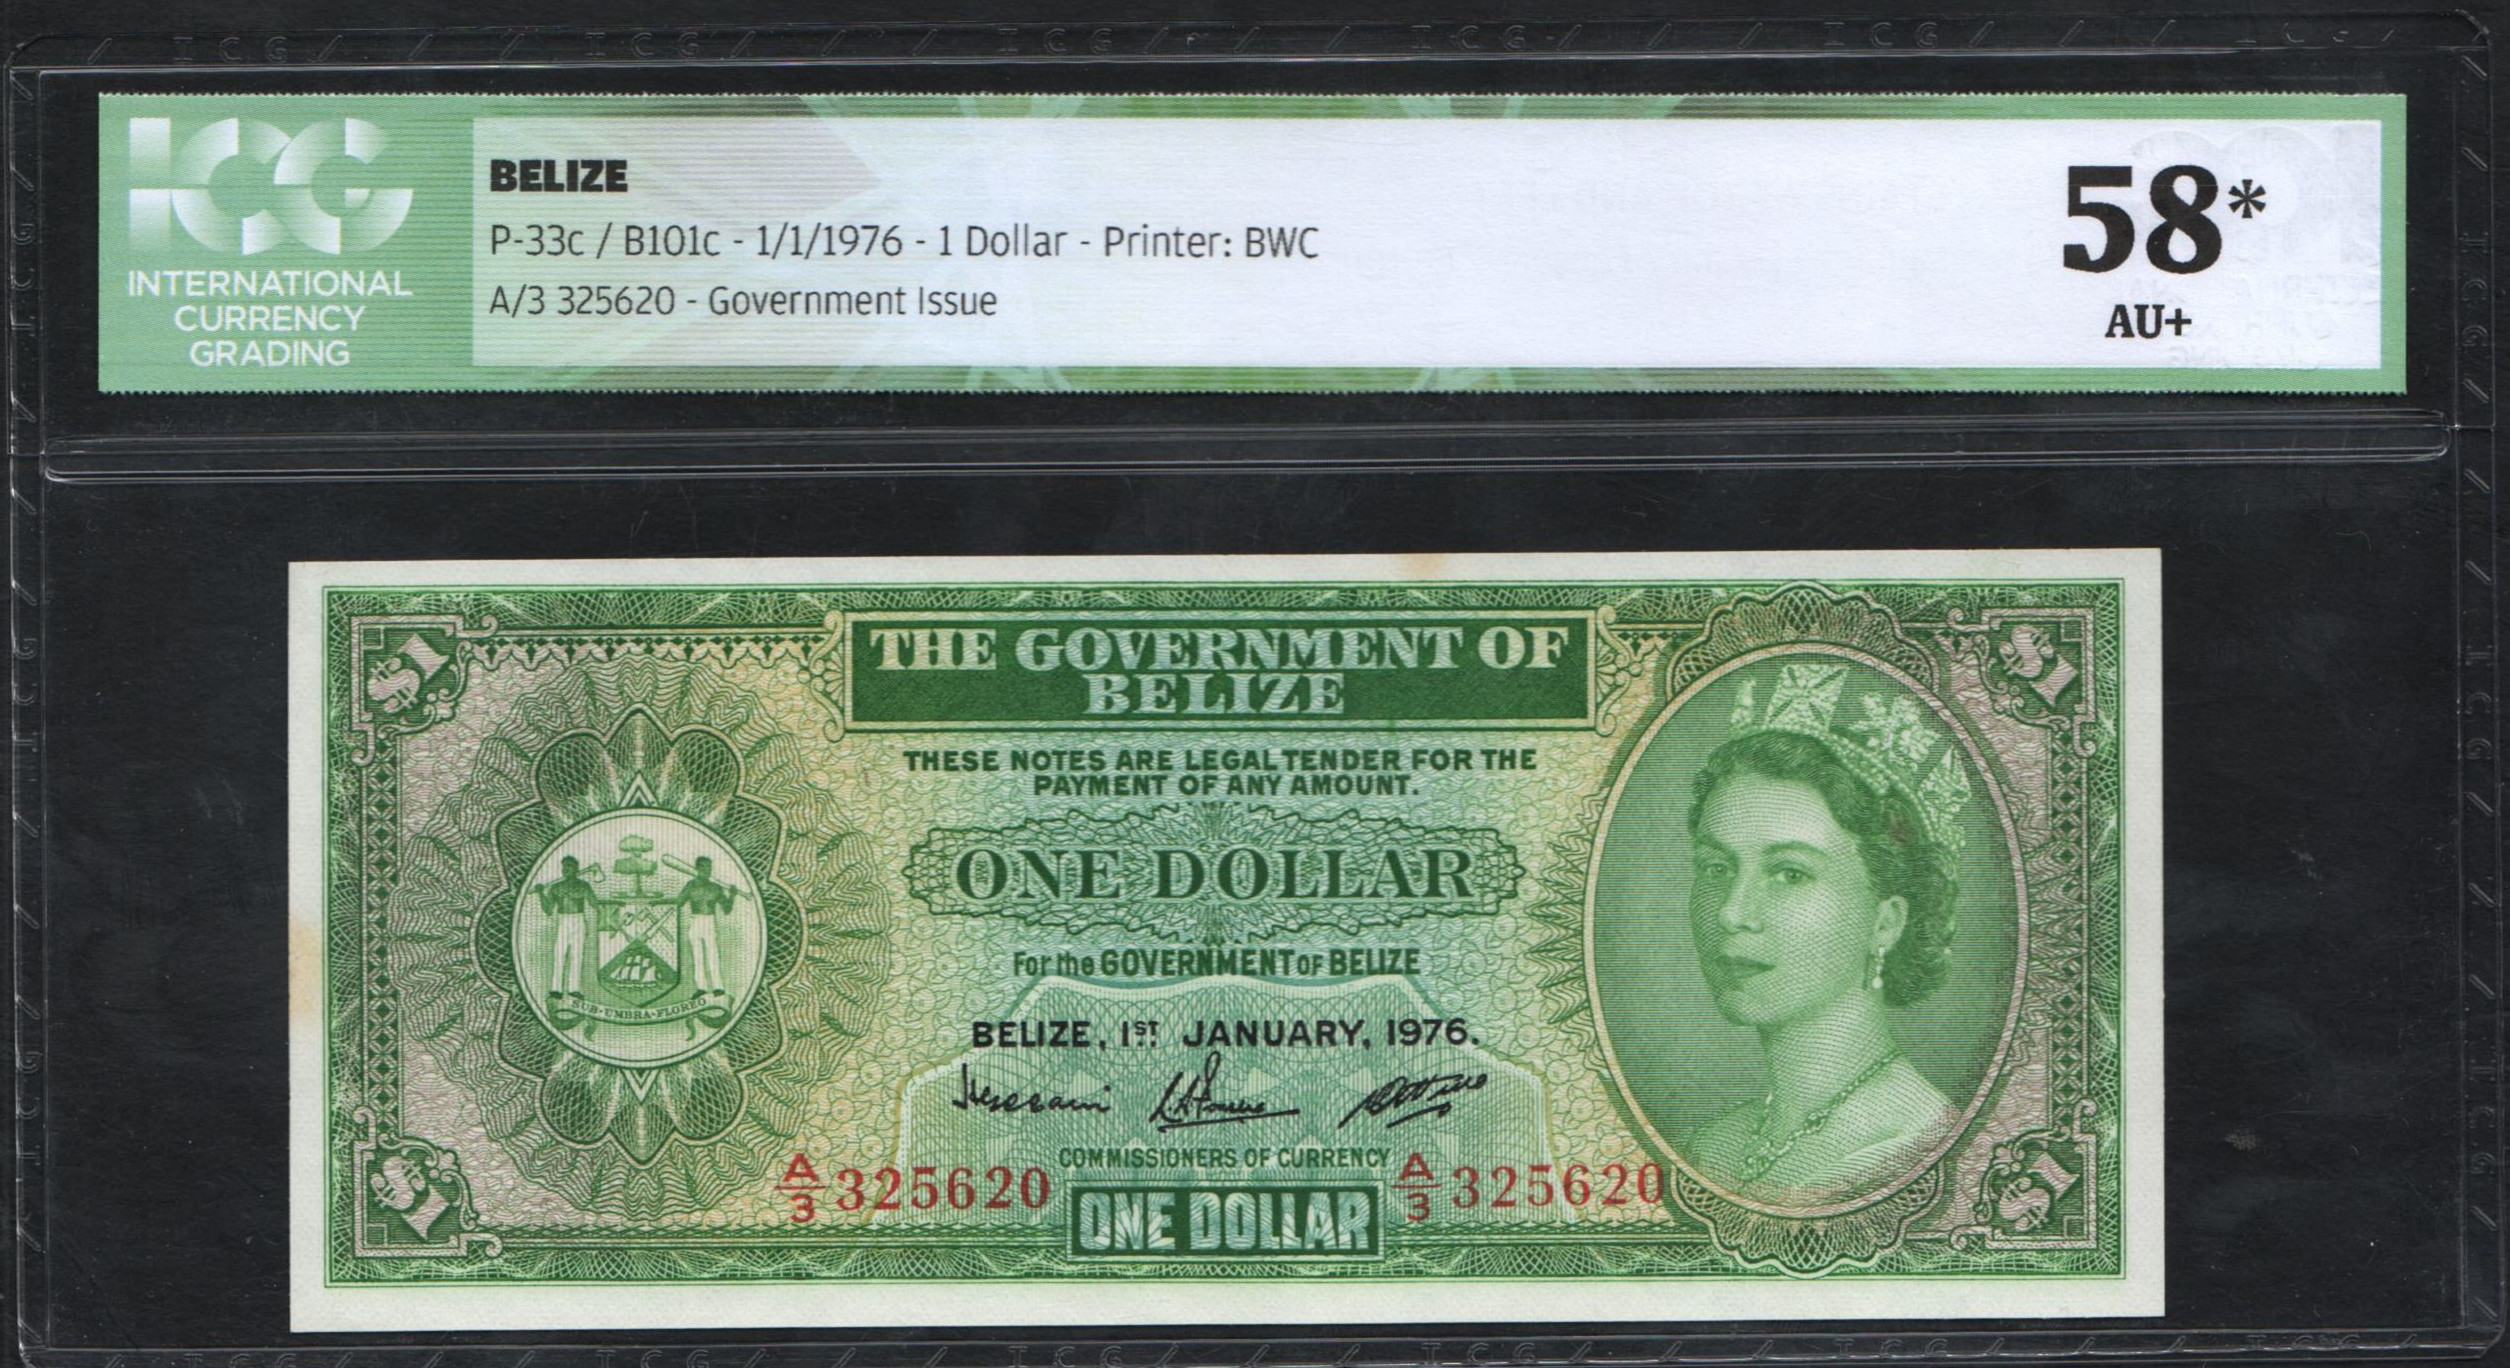 ICG
INTERNATIONAL
CURRENCY
GRADING
BELIZE
P-33c / B101c - 1/1/1976 - 1 Dollar - Printer: BWC
A/3 325620 - Government Issue
58*
AU+
$1
$1
THE GOVERNMENT OF
BELIZE
THESE NOTES ARE LEGAL TENDER FOR THE
PAYMENT OF ANY AMOUNT.
ONE DOLLAR
For the GOVERNMENT of BELIZE
SUB·UMBRA·FLOREO
BELIZE, 1ST JANUARY, 1976.
COMMISSIONERS OF CURRENCY
A/3 325620
A/3 325620
ONE DOLLAR
$1
$1